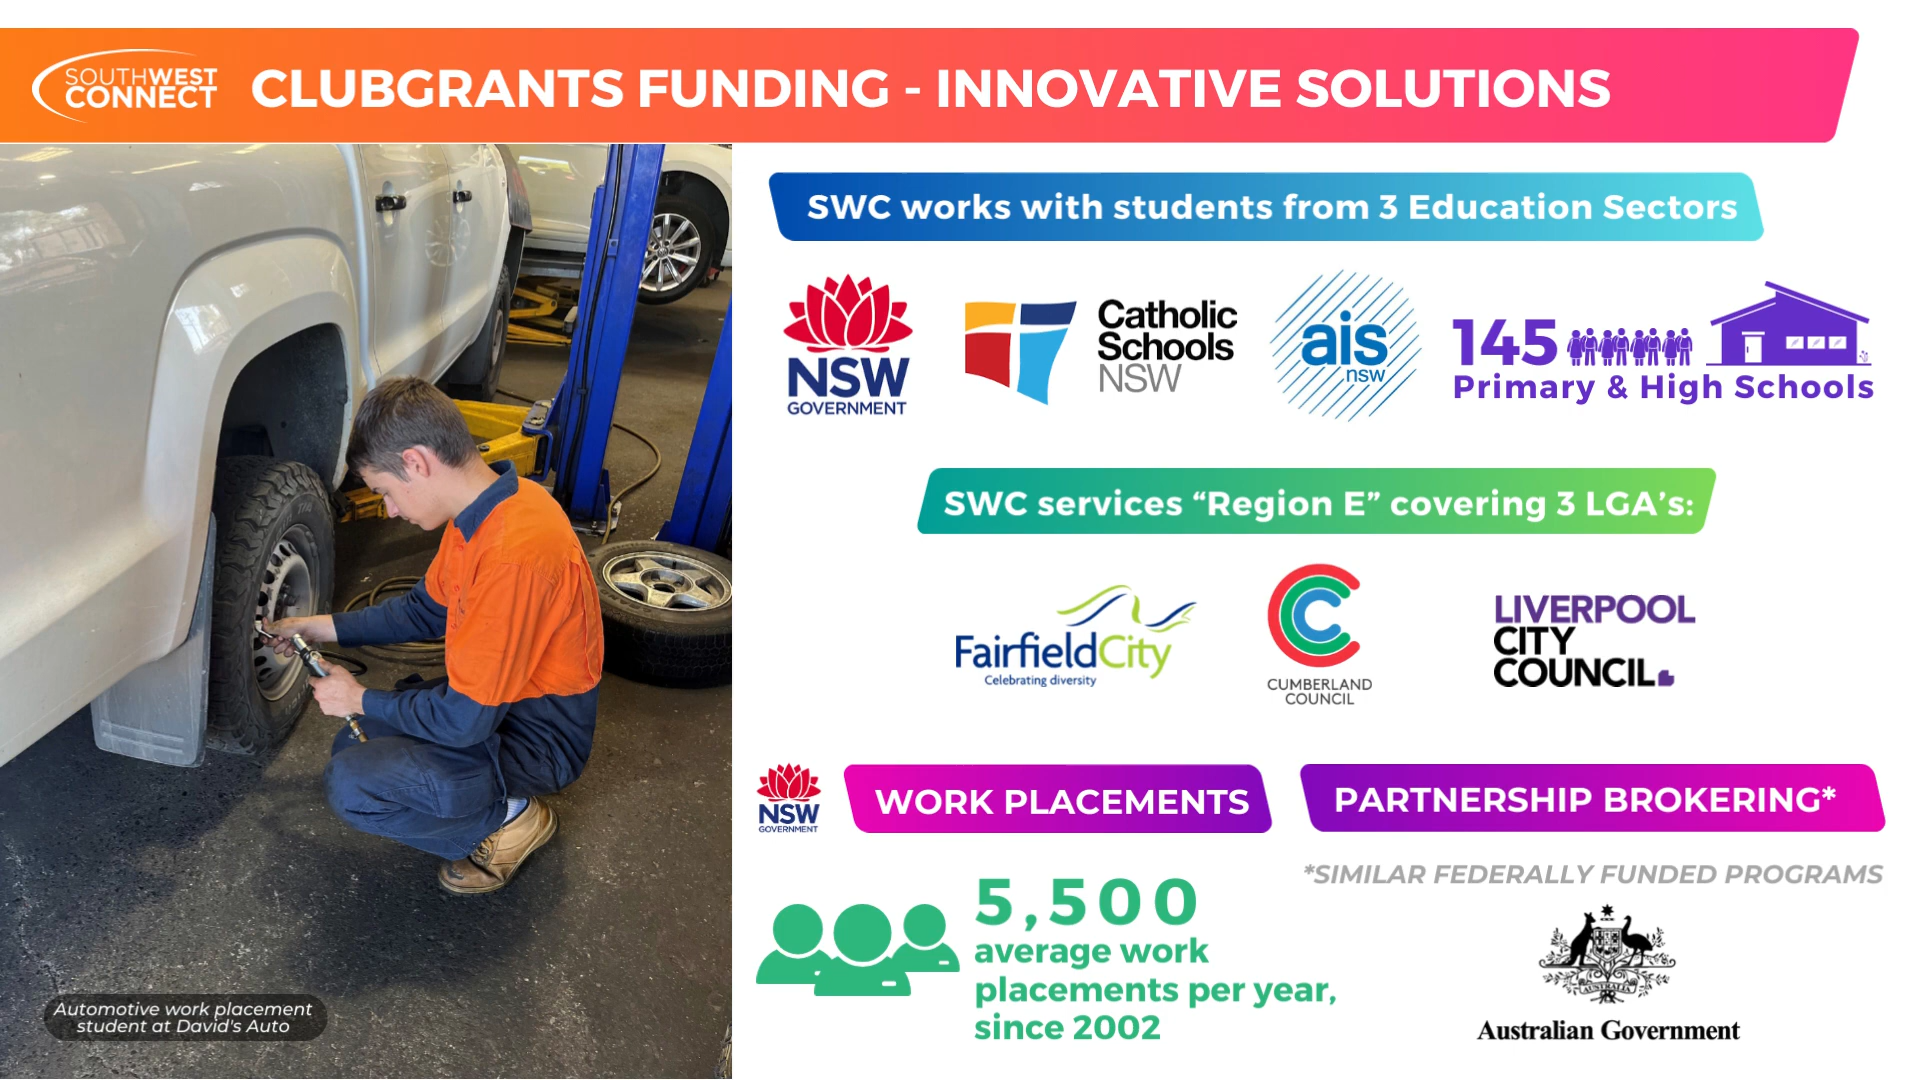 SOUTHWEST
CONNECT
CLUBGRANTS FUNDING - INNOVATIVE SOLUTIONS
SWC works with students from 3 Education Sectors
NSW
GOVERNMENT
Catholic
Schools
NSW
ais
nsw
145
Primary & High Schools
SWC services “Region E” covering 3 LGA’s:
FairfieldCity
Celebrating diversity
CUMBERLAND
COUNCIL
LIVERPOOL
CITY
COUNCIL
NSW
GOVERNMENT
WORK PLACEMENTS
PARTNERSHIP BROKERING*
*SIMILAR FEDERALLY FUNDED PROGRAMS
5,500
average work
placements per year,
since 2002
AUSTRALIA
Australian Government
Automotive work placement
student at David's Auto